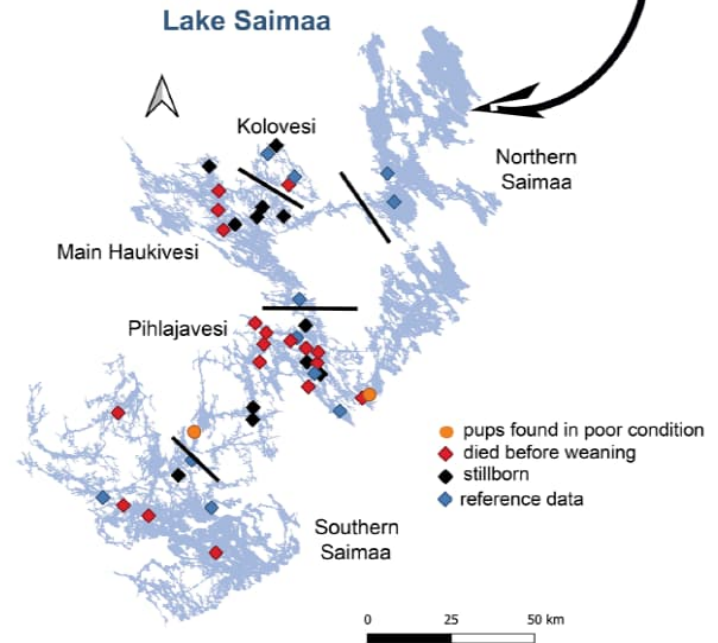 Lake Saimaa
Kolovesi
Northern
Saimaa
Main Haukivesi
Pihlajavesi
pups found in poor condition
died before weaning
stillborn
reference data
Southern
Saimaa
0 25 50 km